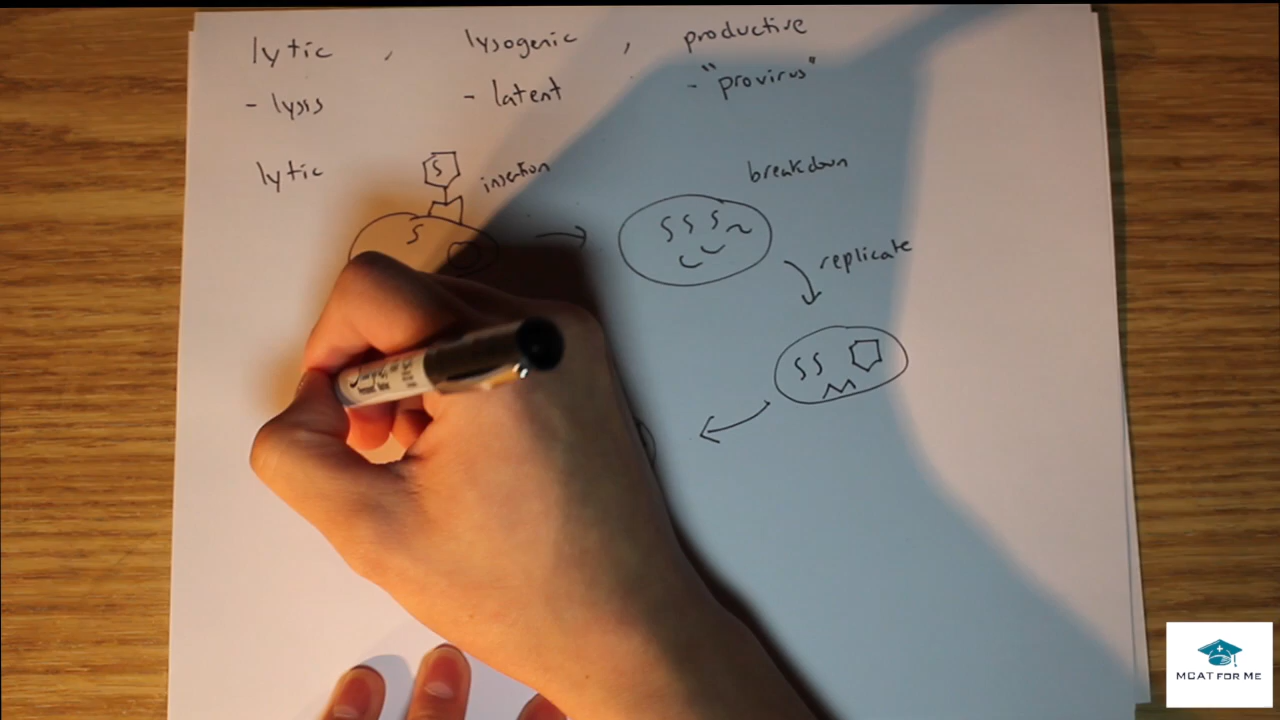 lytic , lysogenic , productive
- lysis - latent - "provirus"
lytic
S
insertion
breakdown
S
S S S
replicate
S S
MCAT FOR ME